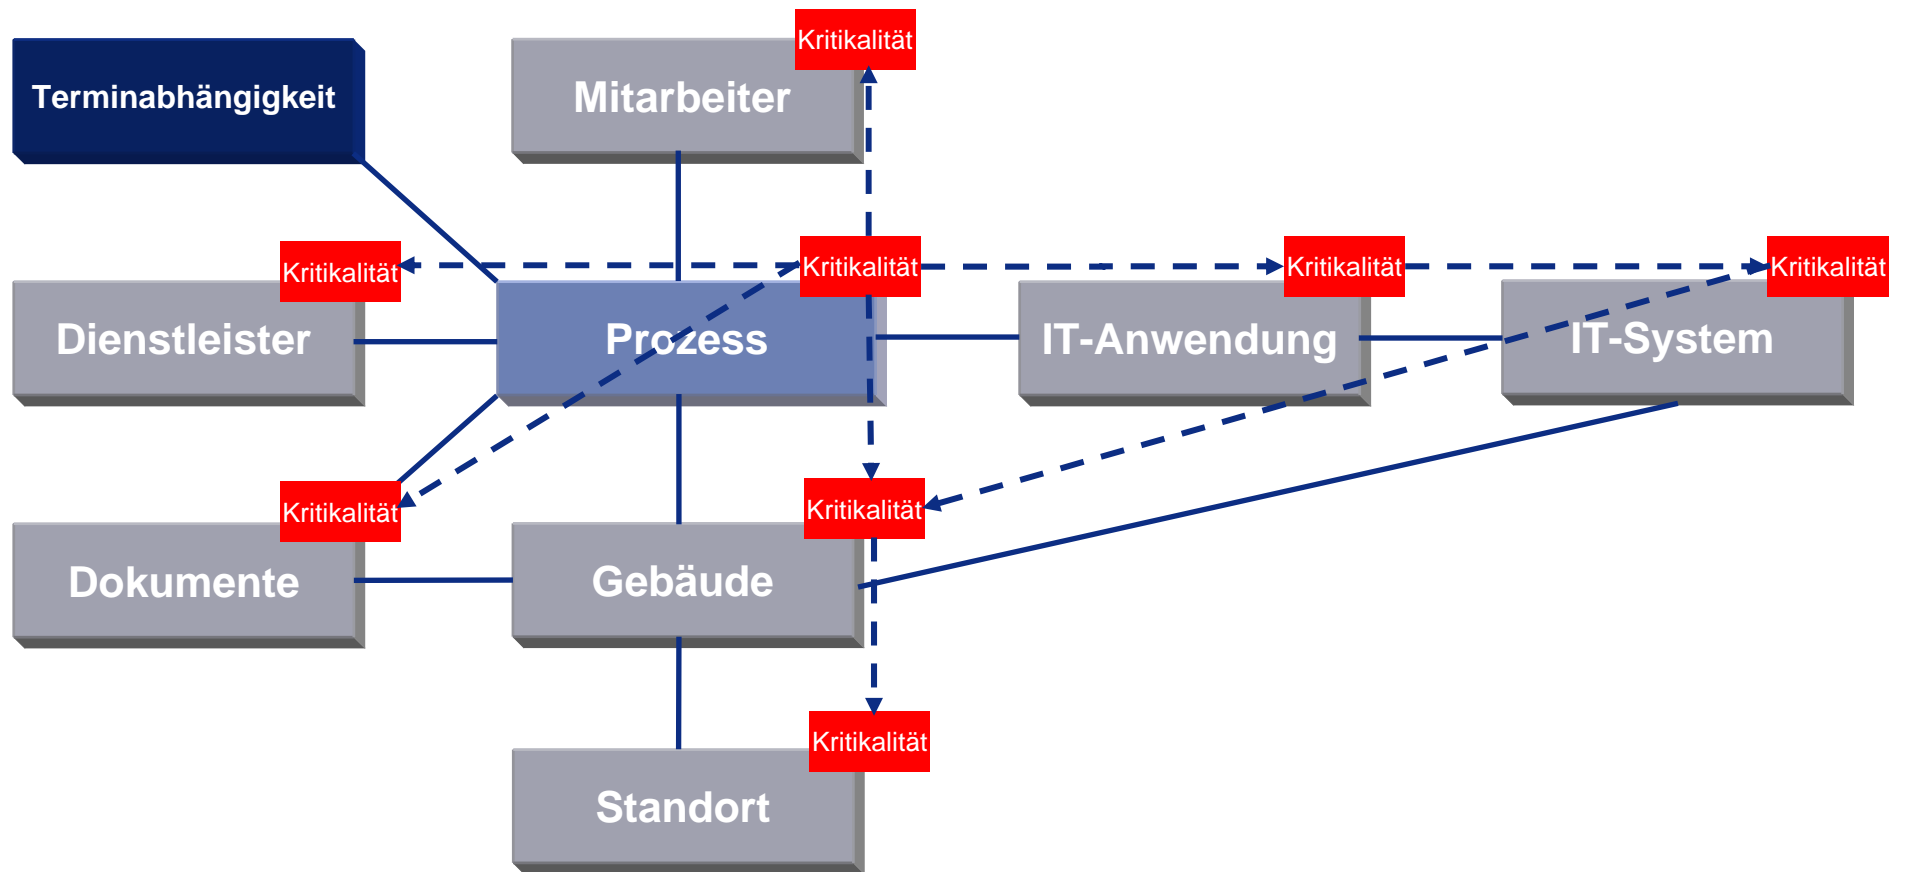 Kritikalität
Terminabhängigkeit
Mitarbeiter
Kritikalität
Kritikalität
Kritikalität
Kritikalität
Dienstleister
Prozess
IT-Anwendung
IT-System
Kritikalität
Kritikalität
Dokumente
Gebäude
Kritikalität
Standort